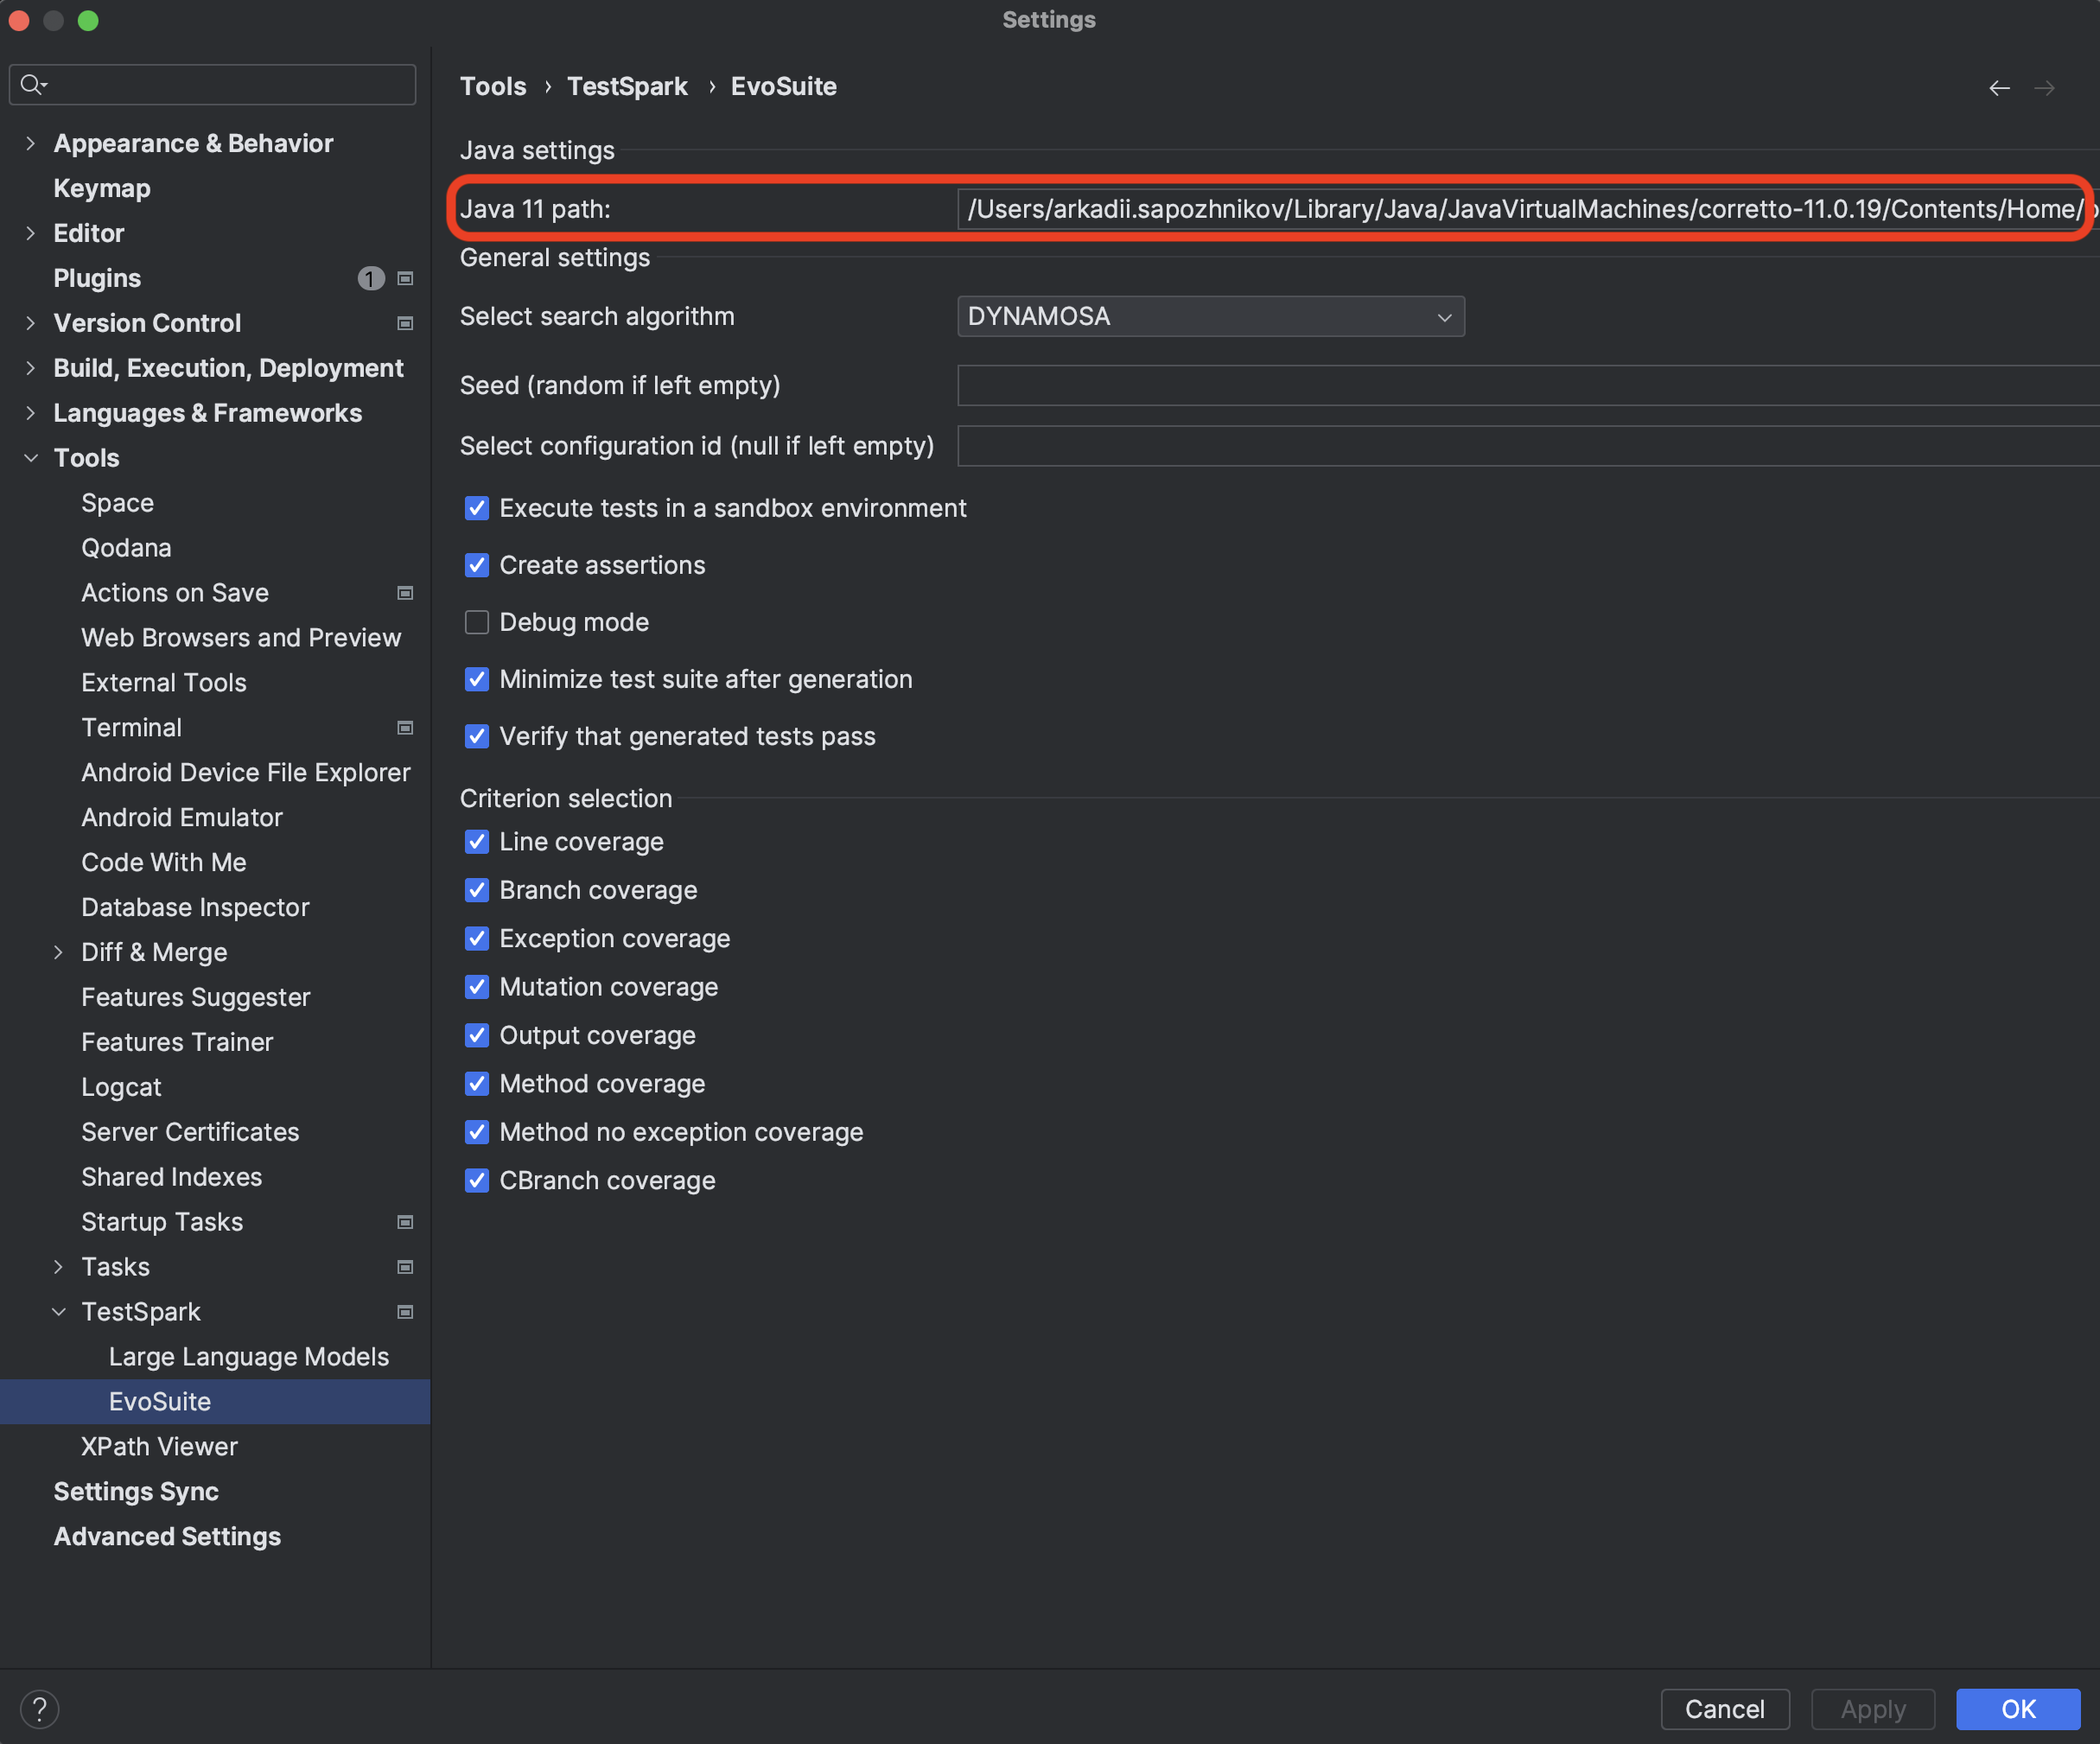 Settings
Appearance & Behavior
Keymap
Editor
Plugins 1
Version Control
Build, Execution, Deployment
Languages & Frameworks
Tools
Space
Qodana
Actions on Save
Web Browsers and Preview
External Tools
Terminal
Android Device File Explorer
Android Emulator
Code With Me
Database Inspector
Diff & Merge
Features Suggester
Features Trainer
Logcat
Server Certificates
Shared Indexes
Startup Tasks
Tasks
TestSpark
Large Language Models
EvoSuite
XPath Viewer
Settings Sync
Advanced Settings
?
Tools › TestSpark › EvoSuite
Java settings
Java 11 path: /Users/arkadii.sapozhnikov/Library/Java/JavaVirtualMachines/corretto-11.0.19/Contents/Home/
General settings
Select search algorithm DYNAMOSA
Seed (random if left empty)
Select configuration id (null if left empty)
Execute tests in a sandbox environment
Create assertions
Debug mode
Minimize test suite after generation
Verify that generated tests pass
Criterion selection
Line coverage
Branch coverage
Exception coverage
Mutation coverage
Output coverage
Method coverage
Method no exception coverage
CBranch coverage
Cancel Apply OK